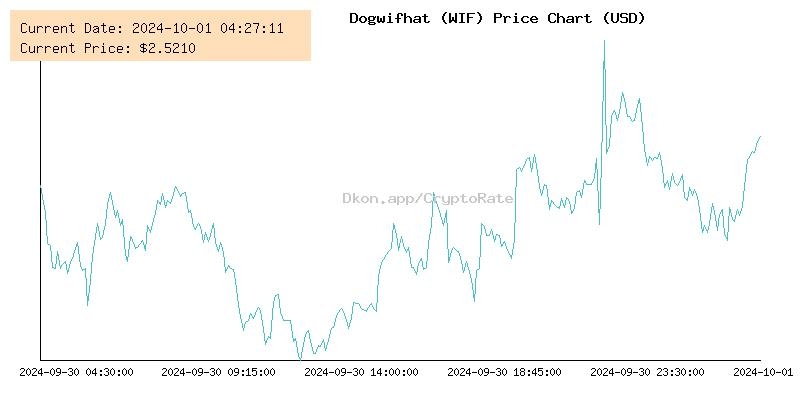 Dogwifhat (WIF) Price Chart (USD)
Current Date: 2024-10-01 04:27:11
Current Price: $2.5210
Dkon.app/CryptoRate
2024-09-30 04:30:00 2024-09-30 09:15:00 2024-09-30 14:00:00 2024-09-30 18:45:00 2024-09-30 23:30:00 2024-10-01